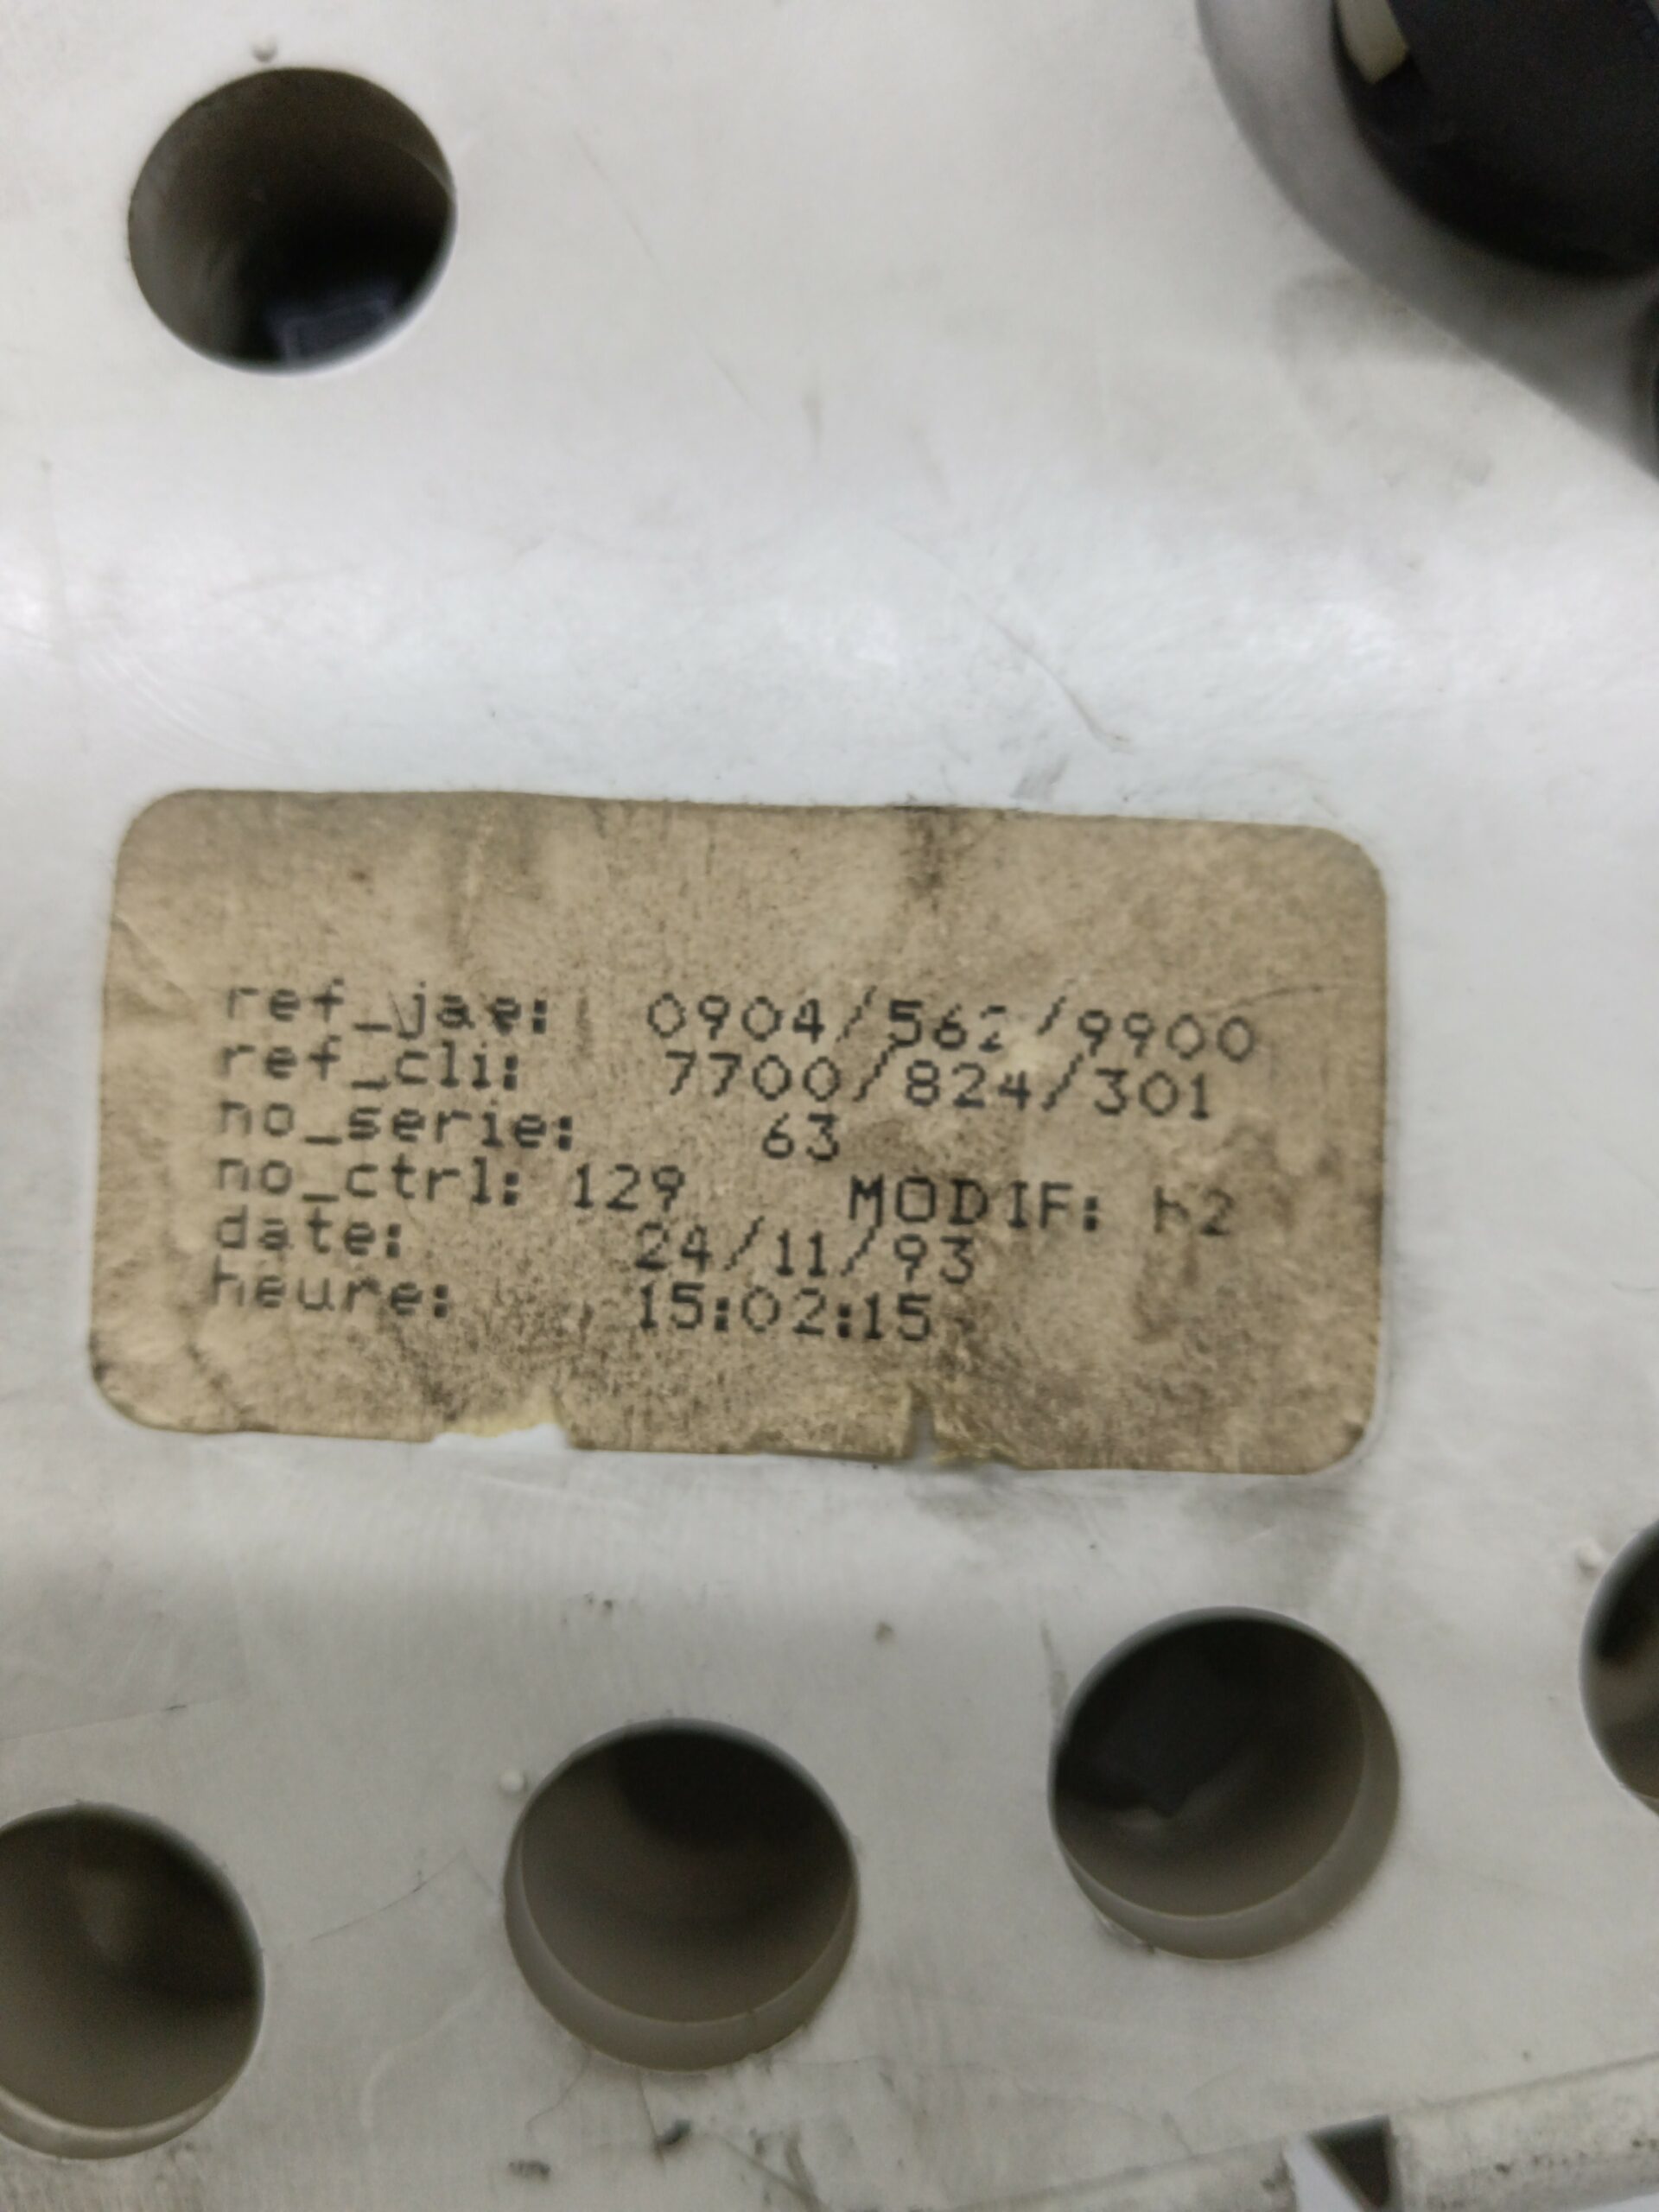 ref_jae: 0904/562/9900
ref_cli: 7700/824/301
no_serie: 63
no_ctrl: 129 MODIF:
date: 24/11/93
heure: 15:02:15